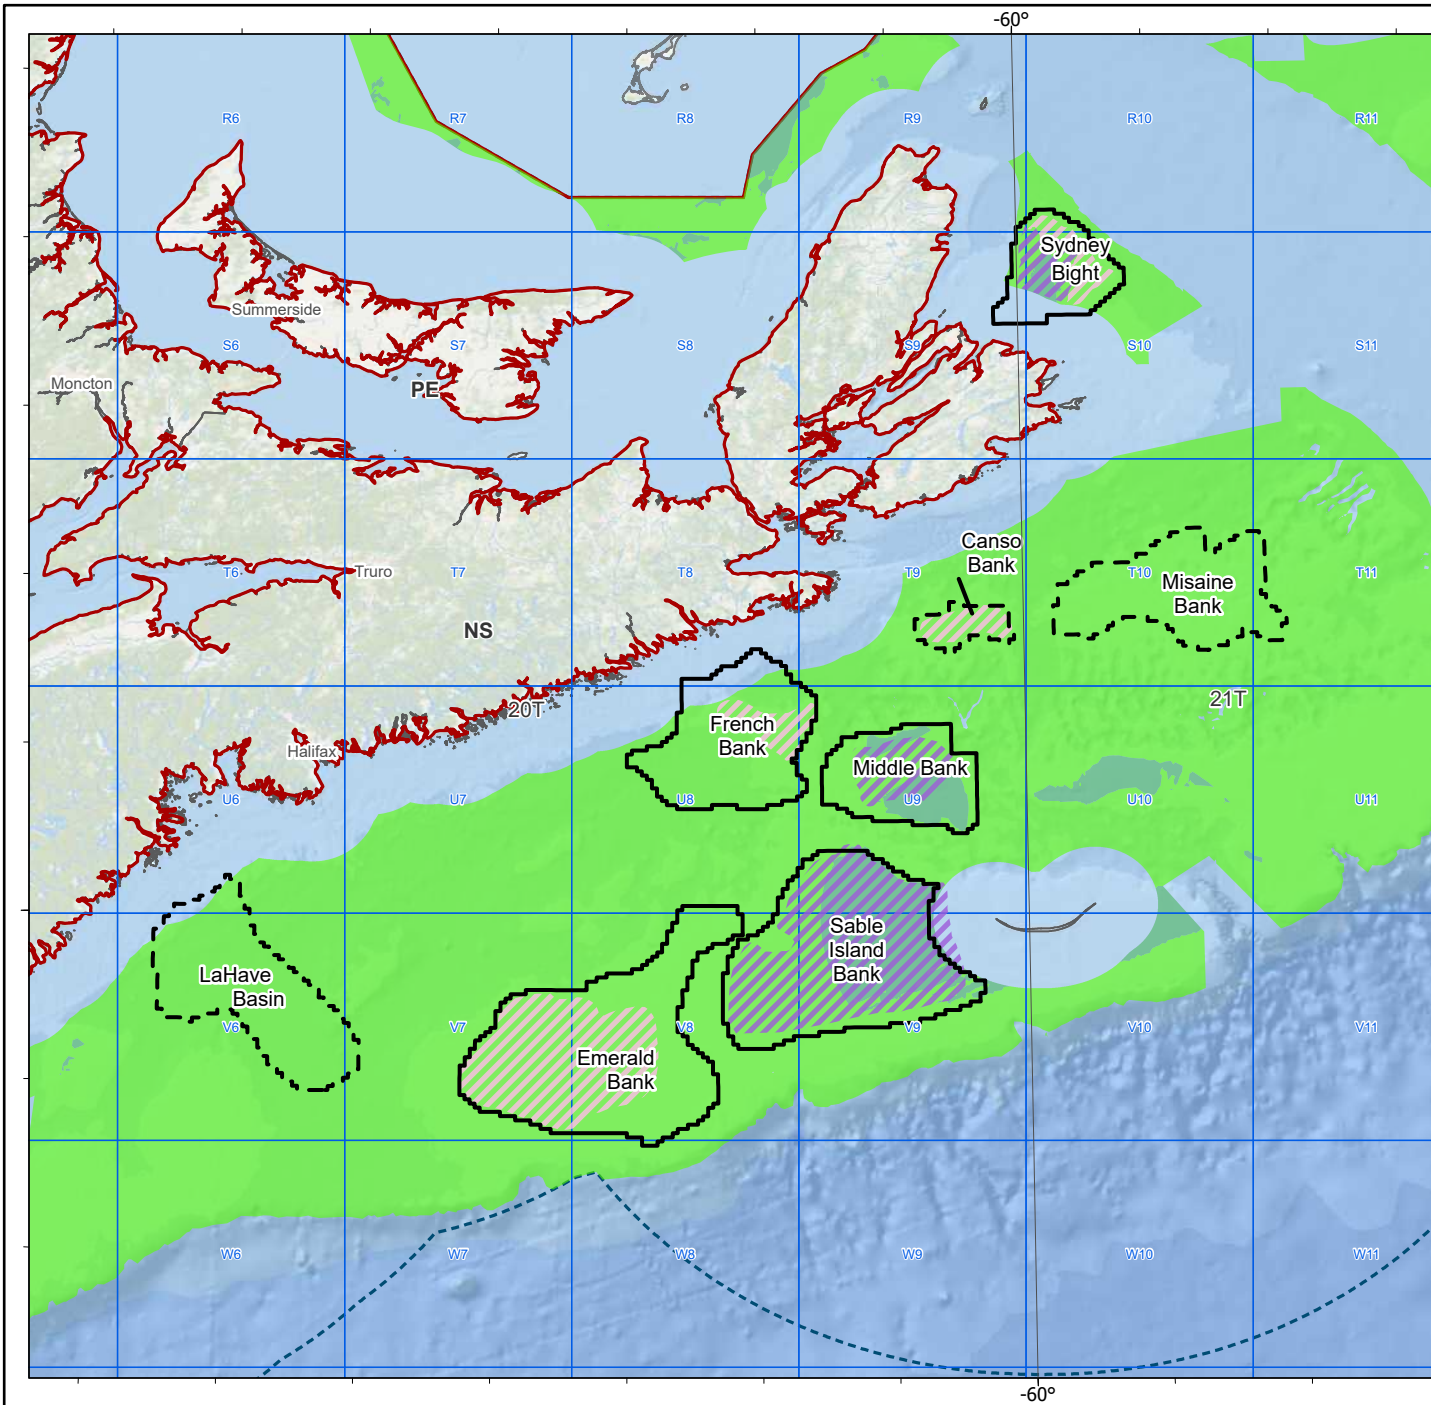 -60°
R6
R7
R8
R9
R10
R11
Sydney
Bight
Summerside
S6
S7
S8
S9
S10
S11
Moncton
PE
Canso
Bank
T6
Truro
T7
T8
T9
T10
T11
Misaine
Bank
NS
20T
21T
French
Bank
Halifax
Middle Bank
U6
U7
U8
U9
U10
U11
Sable
Island
Bank
LaHave
Basin
V6
V7
V8
V9
V10
V11
Emerald
Bank
W6
W7
W8
W9
W10
W11
-60°